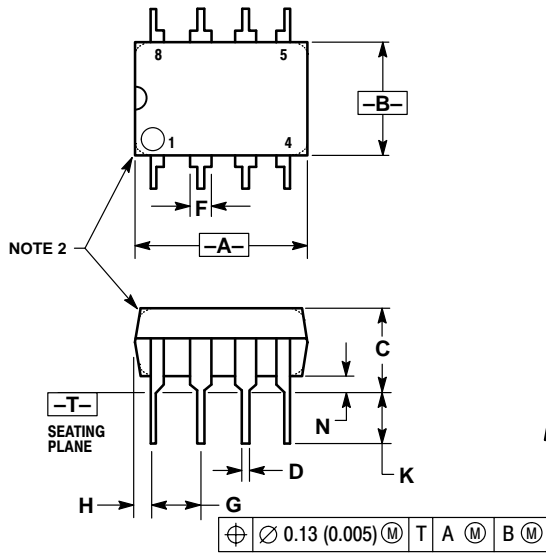 8 5
–B–
1 4
F
NOTE 2
–A–
C
–T–
N
SEATING
PLANE
D
K
H
G
⌖ ∅ 0.13 (0.005) Ⓜ T A Ⓜ B Ⓜ